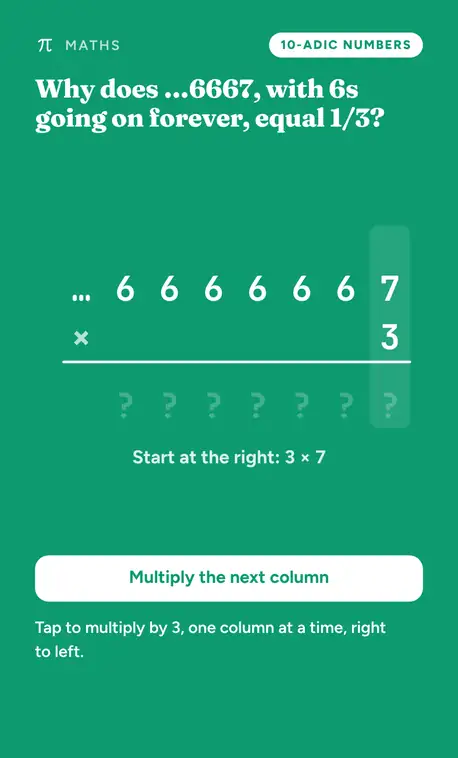 π MATHS
10-ADIC NUMBERS
Why does ...6667, with 6s
going on forever, equal 1/3?
... 6 6 6 6 6 6 7
× 3
? ? ? ? ? ? ?
Start at the right: 3 × 7
Multiply the next column
Tap to multiply by 3, one column at a time, right
to left.